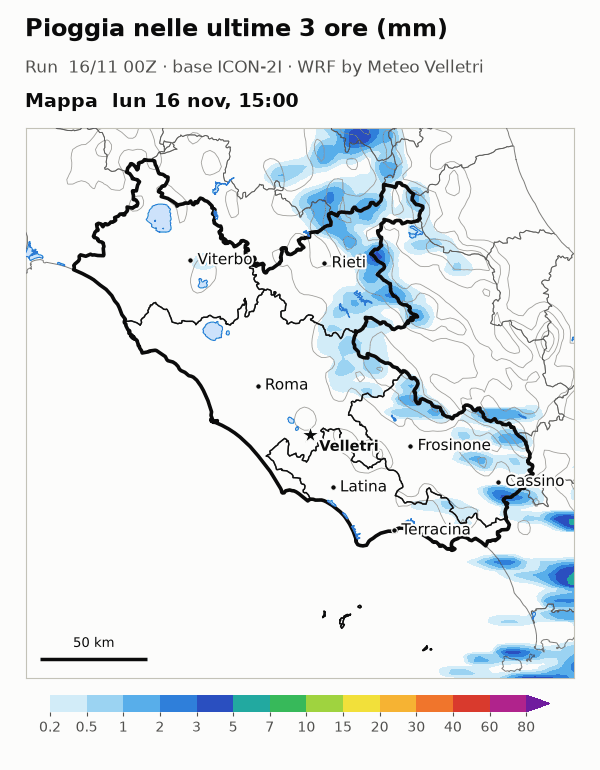 Pioggia nelle ultime 3 ore (mm)
Run  16/11 00Z · base ICON-2I · WRF by Meteo Velletri
Mappa  lun 16 nov, 15:00
Viterbo
Rieti
Roma
Velletri
Frosinone
Latina
Cassino
Terracina
50 km
0.2 0.5 1 2 3 5 7 10 15 20 30 40 60 80